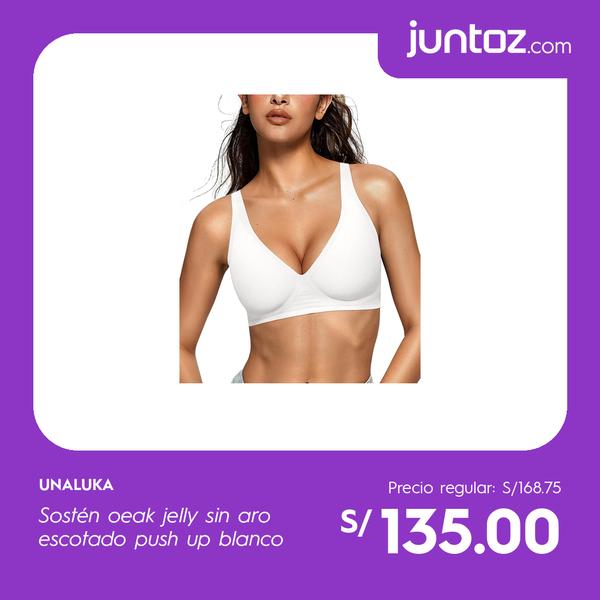 juntoz.com
UNALUKA
Sostén oeak jelly sin aro
escotado push up blanco
Precio regular: S/168.75
S/135.00